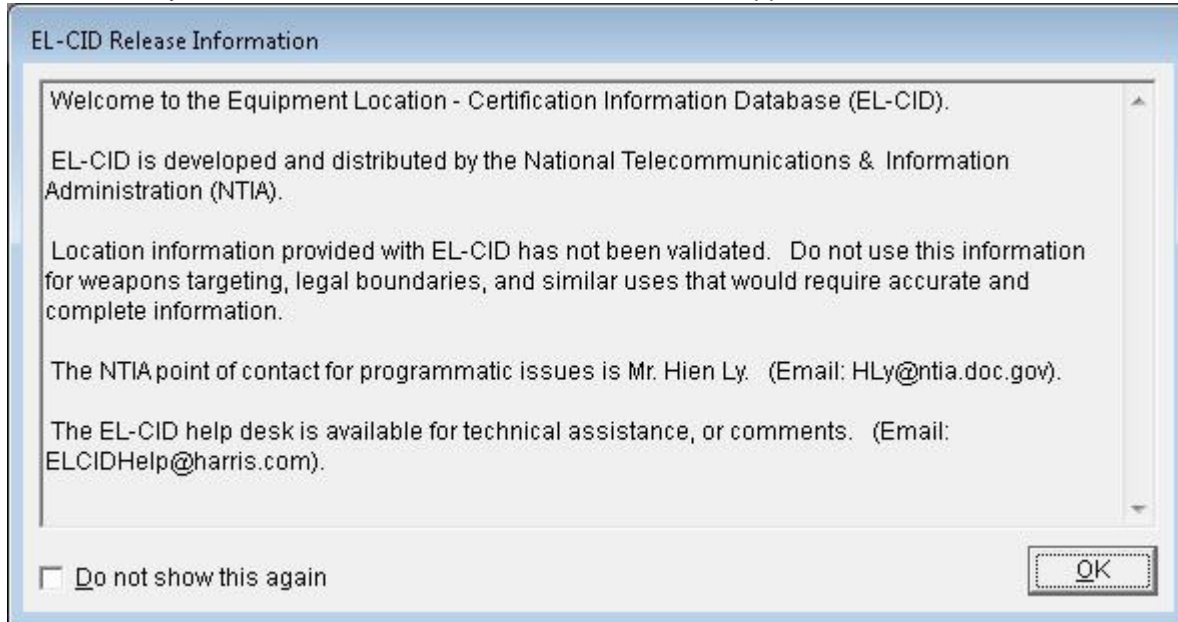 EL-CID Release Information
Welcome to the Equipment Location - Certification Information Database (EL-CID).
EL-CID is developed and distributed by the National Telecommunications & Information
Administration (NTIA).
Location information provided with EL-CID has not been validated. Do not use this information
for weapons targeting, legal boundaries, and similar uses that would require accurate and
complete information.
The NTIA point of contact for programmatic issues is Mr. Hien Ly. (Email: HLy@ntia.doc.gov).
The EL-CID help desk is available for technical assistance, or comments. (Email:
ELCIDHelp@harris.com).
Do not show this again
OK